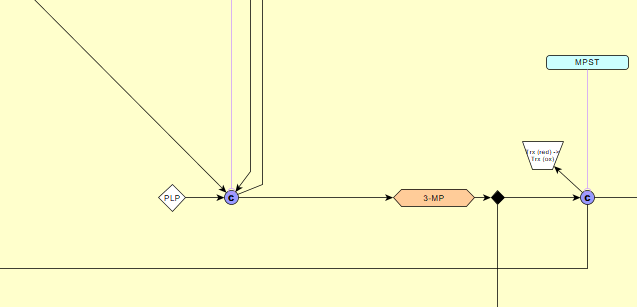 MPST
Trx (red) ->
Trx (ox)
PLP
C
3-MP
C